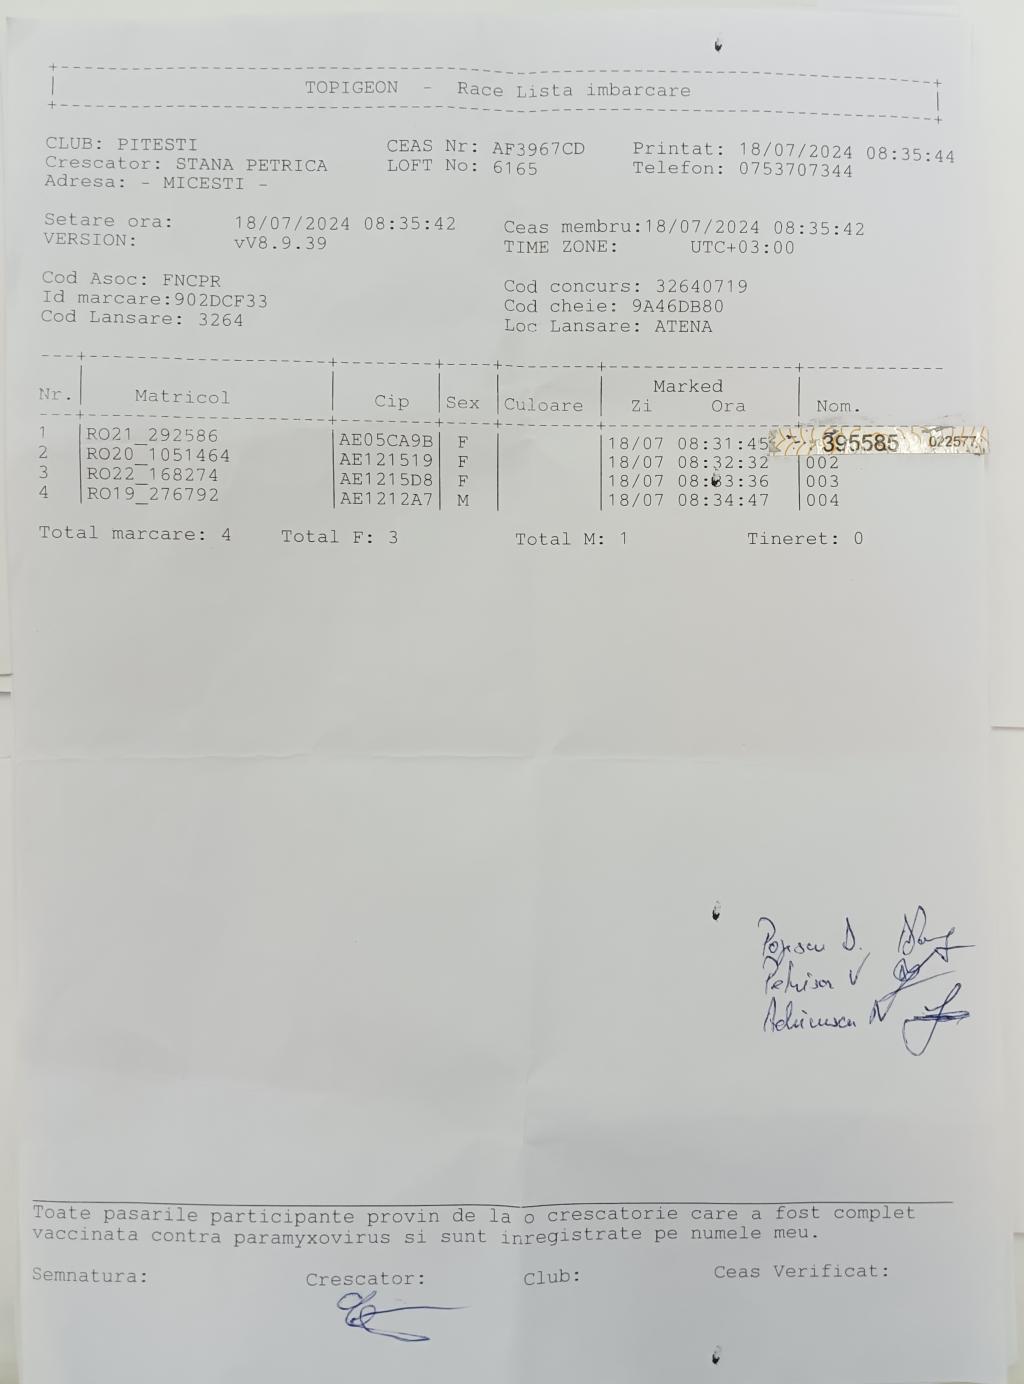 TOPIGEON - Race Lista imbarcare
CLUB: PITESTI CEAS Nr: AF3967CD Printat: 18/07/2024 08:35:44
Crescator: STANA PETRICA LOFT No: 6165 Telefon: 0753707344
Adresa: - MICESTI -
Setare ora: 18/07/2024 08:35:42 Ceas membru:18/07/2024 08:35:42
VERSION: vV8.9.39 TIME ZONE: UTC+03:00
Cod Asoc: FNCPR Cod concurs: 32640719
Id marcare:902DCF33 Cod cheie: 9A46DB80
Cod Lansare: 3264 Loc Lansare: ATENA
Nr. Matricol Cip Sex Culoare Marked Zi Ora Nom.
1 RO21_292586 AE05CA9B F 18/07 08:31:45 395585 022577
2 RO20_1051464 AE121519 F 18/07 08:32:32 002
3 RO22_168274 AE1215D8 F 18/07 08:33:36 003
4 RO19_276792 AE1212A7 M 18/07 08:34:47 004
Total marcare: 4 Total F: 3 Total M: 1 Tineret: 0
Popescu D.
Petrisor V
N
Toate pasarile participante provin de la o crescatorie care a fost complet
vaccinata contra paramyxovirus si sunt inregistrate pe numele meu.
Semnatura: Crescator: Club: Ceas Verificat: